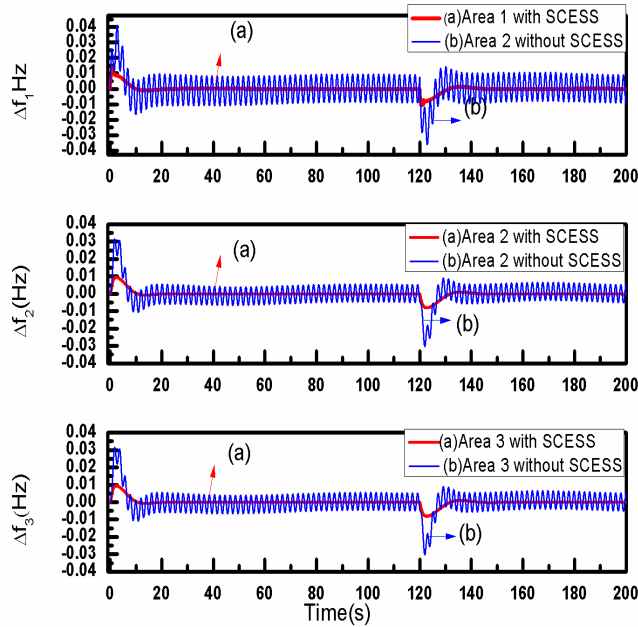 (a)Area 1 with SCESS
(b)Area 2 without SCESS
(a)
(b)
0.04
0.03
0.02
0.01
0.00
-0.01
-0.02
-0.03
-0.04
Δf1Hz
0 20 40 60 80 100 120 140 160 180 200
(a)Area 2 with SCESS
(b)Area 2 without SCESS
(a)
(b)
0.04
0.03
0.02
0.01
0.00
-0.01
-0.02
-0.03
-0.04
Δf2(Hz)
0 20 40 60 80 100 120 140 160 180 200
(a)Area 3 with SCESS
(b)Area 3 without SCESS
(a)
(b)
0.04
0.03
0.02
0.01
0.00
-0.01
-0.02
-0.03
-0.04
Δf3(Hz)
0 20 40 60 80 100 120 140 160 180 200
Time(s)